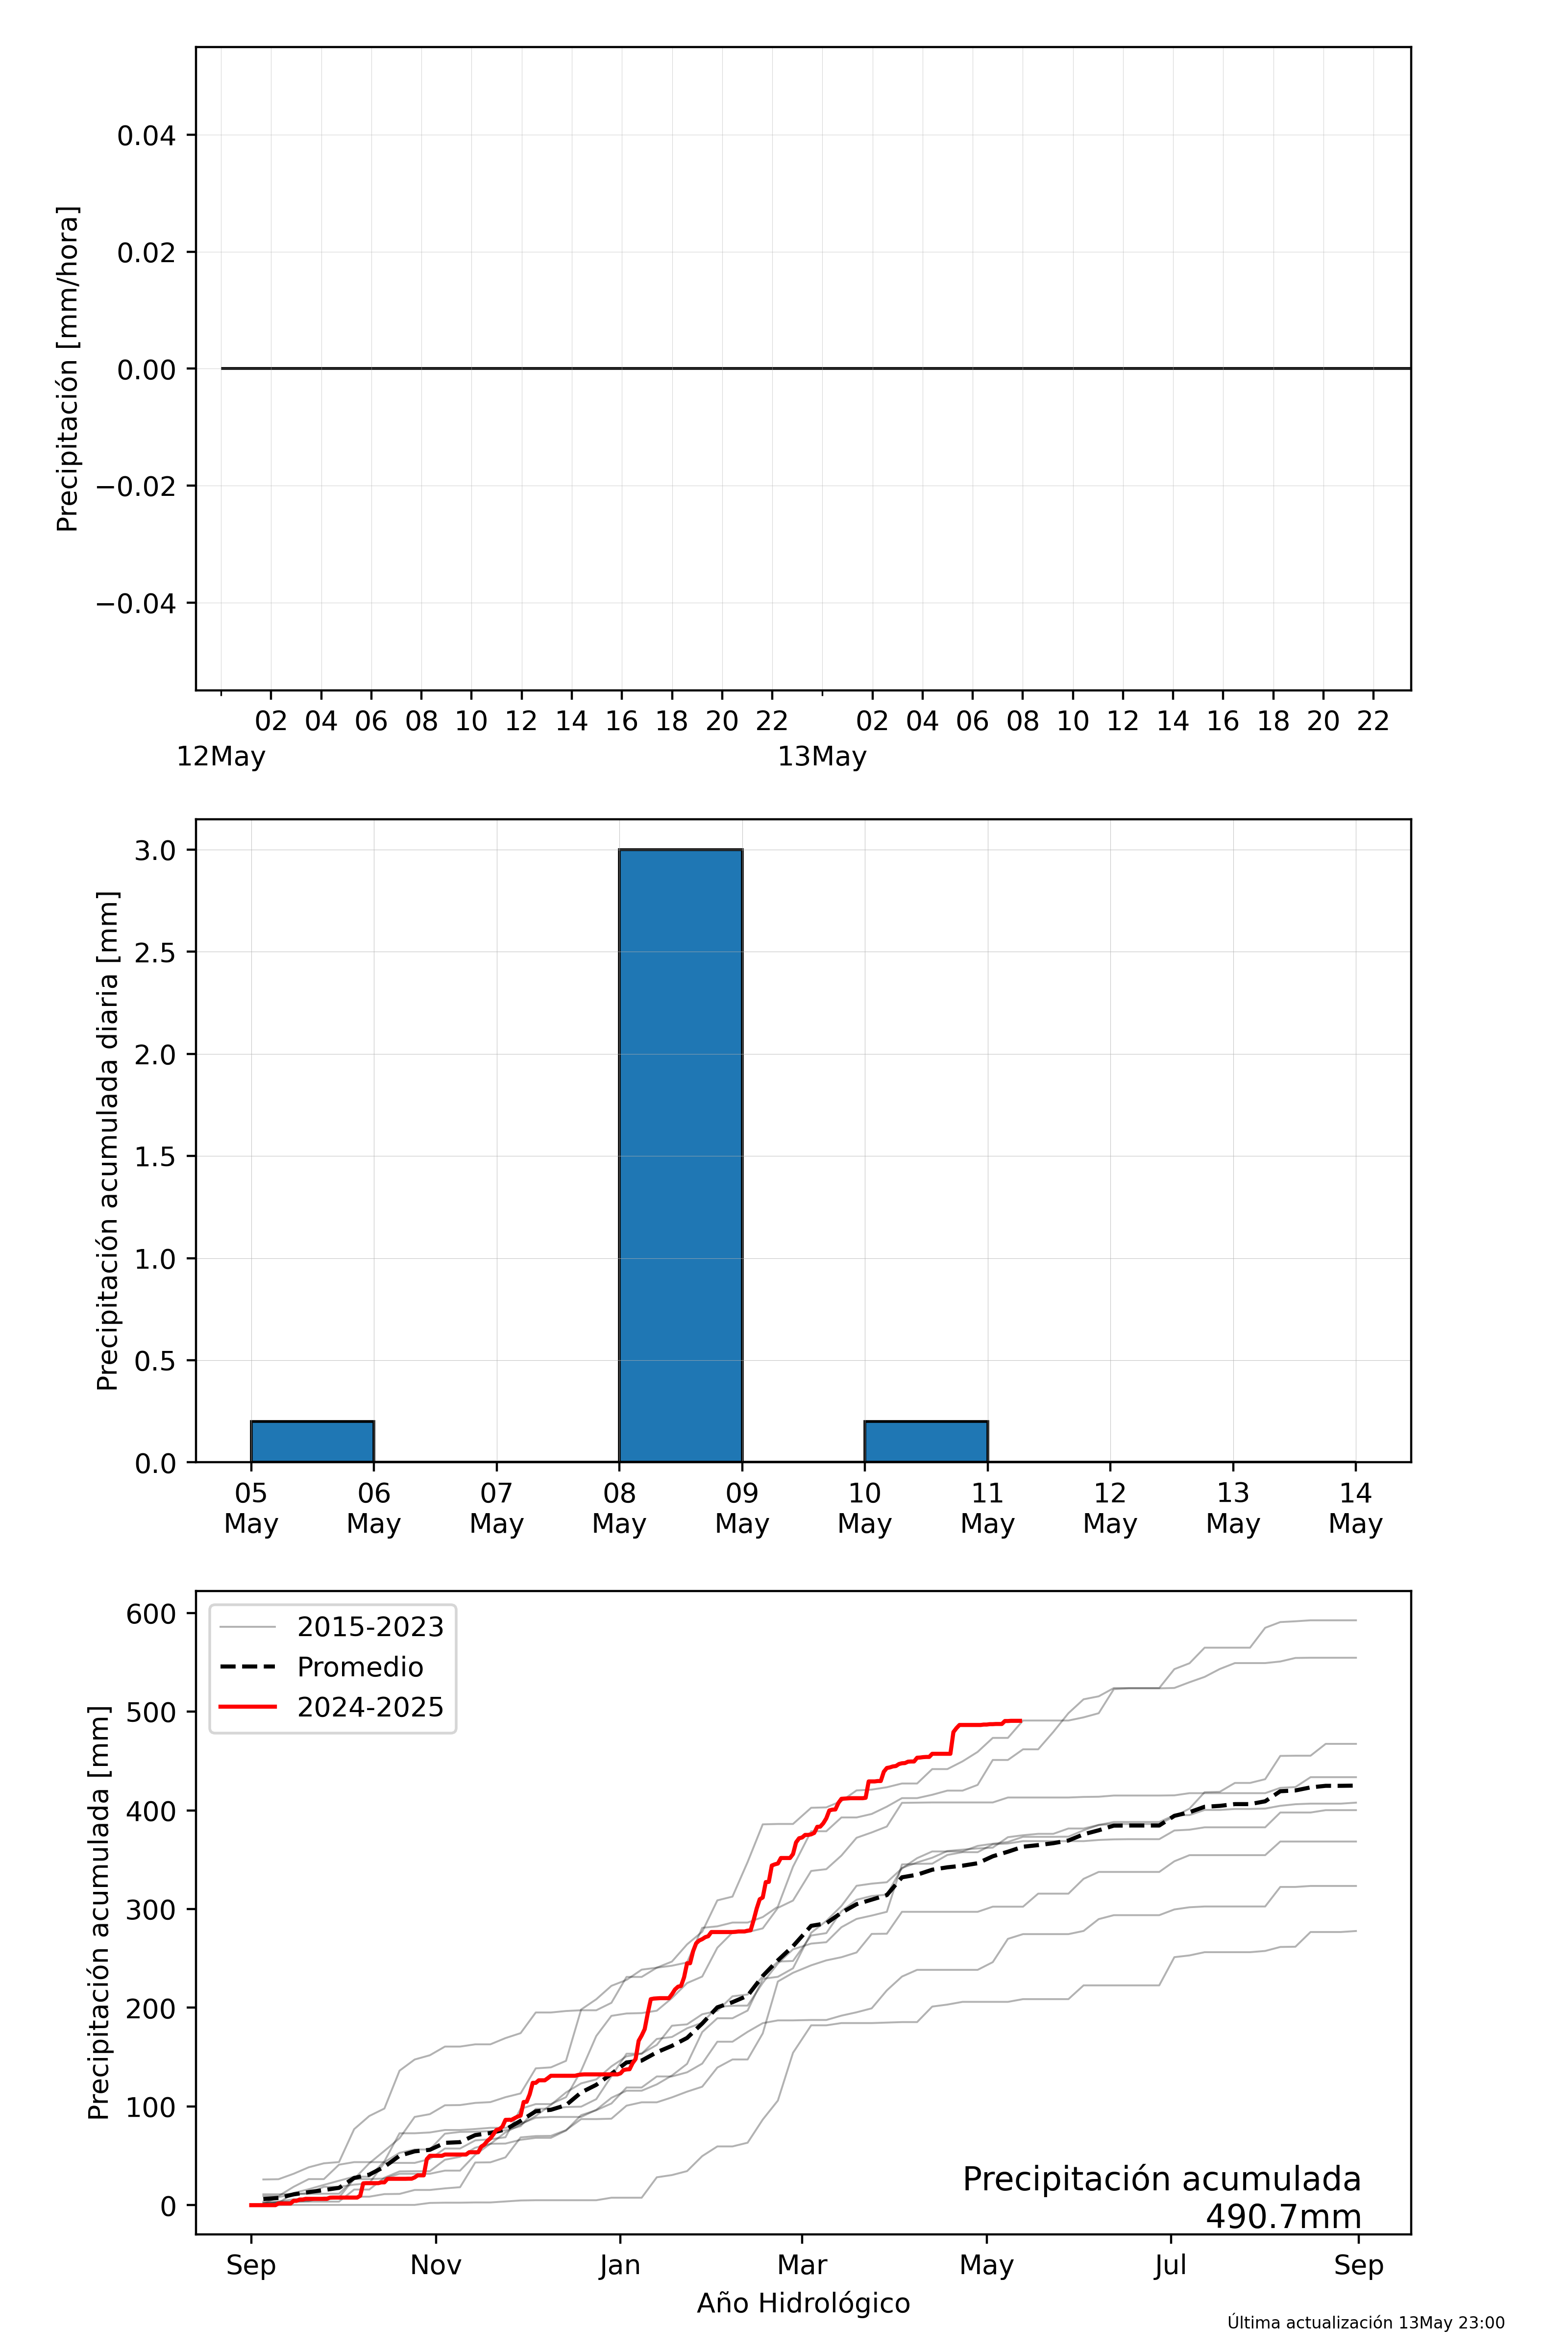 0.04
0.02
0.00
−0.02
−0.04
Precipitación [mm/hora]
02 04 06 08 10 12 14 16 18 20 22 02 04 06 08 10 12 14 16 18 20 22
12May 13May
3.0
2.5
2.0
1.5
1.0
0.5
0.0
Precipitación acumulada diaria [mm]
05 06 07 08 09 10 11 12 13 14
May May May May May May May May May May
600
500
400
300
200
100
0
Precipitación acumulada [mm]
2015-2023
Promedio
2024-2025
Precipitación acumulada
490.7mm
Sep Nov Jan Mar May Jul Sep
Año Hidrológico
Última actualización 13May 23:00